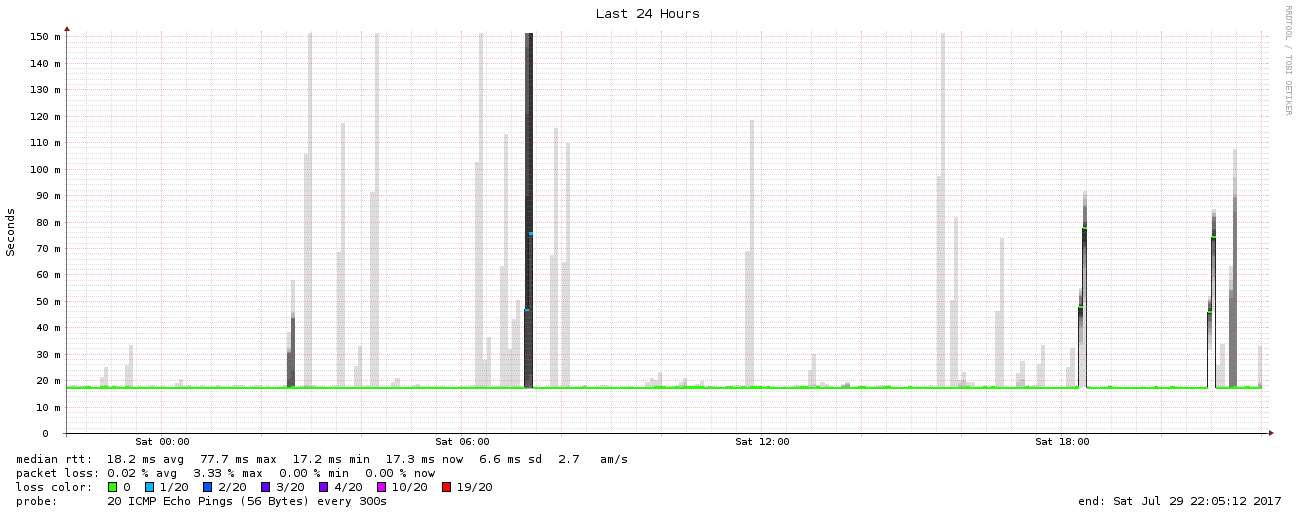 Last 24 Hours
RRDTOOL / TOBI OETIKER
Seconds
150 m
140 m
130 m
120 m
110 m
100 m
90 m
80 m
70 m
60 m
50 m
40 m
30 m
20 m
10 m
0
Sat 00:00 Sat 06:00 Sat 12:00 Sat 18:00
median rtt: 18.2 ms avg 77.7 ms max 17.2 ms min 17.3 ms now 6.6 ms sd 2.7 am/s
packet loss: 0.02 % avg 3.33 % max 0.00 % min 0.00 % now
loss color: 0 1/20 2/20 3/20 4/20 10/20 19/20
probe: 20 ICMP Echo Pings (56 Bytes) every 300s end: Sat Jul 29 22:05:12 2017